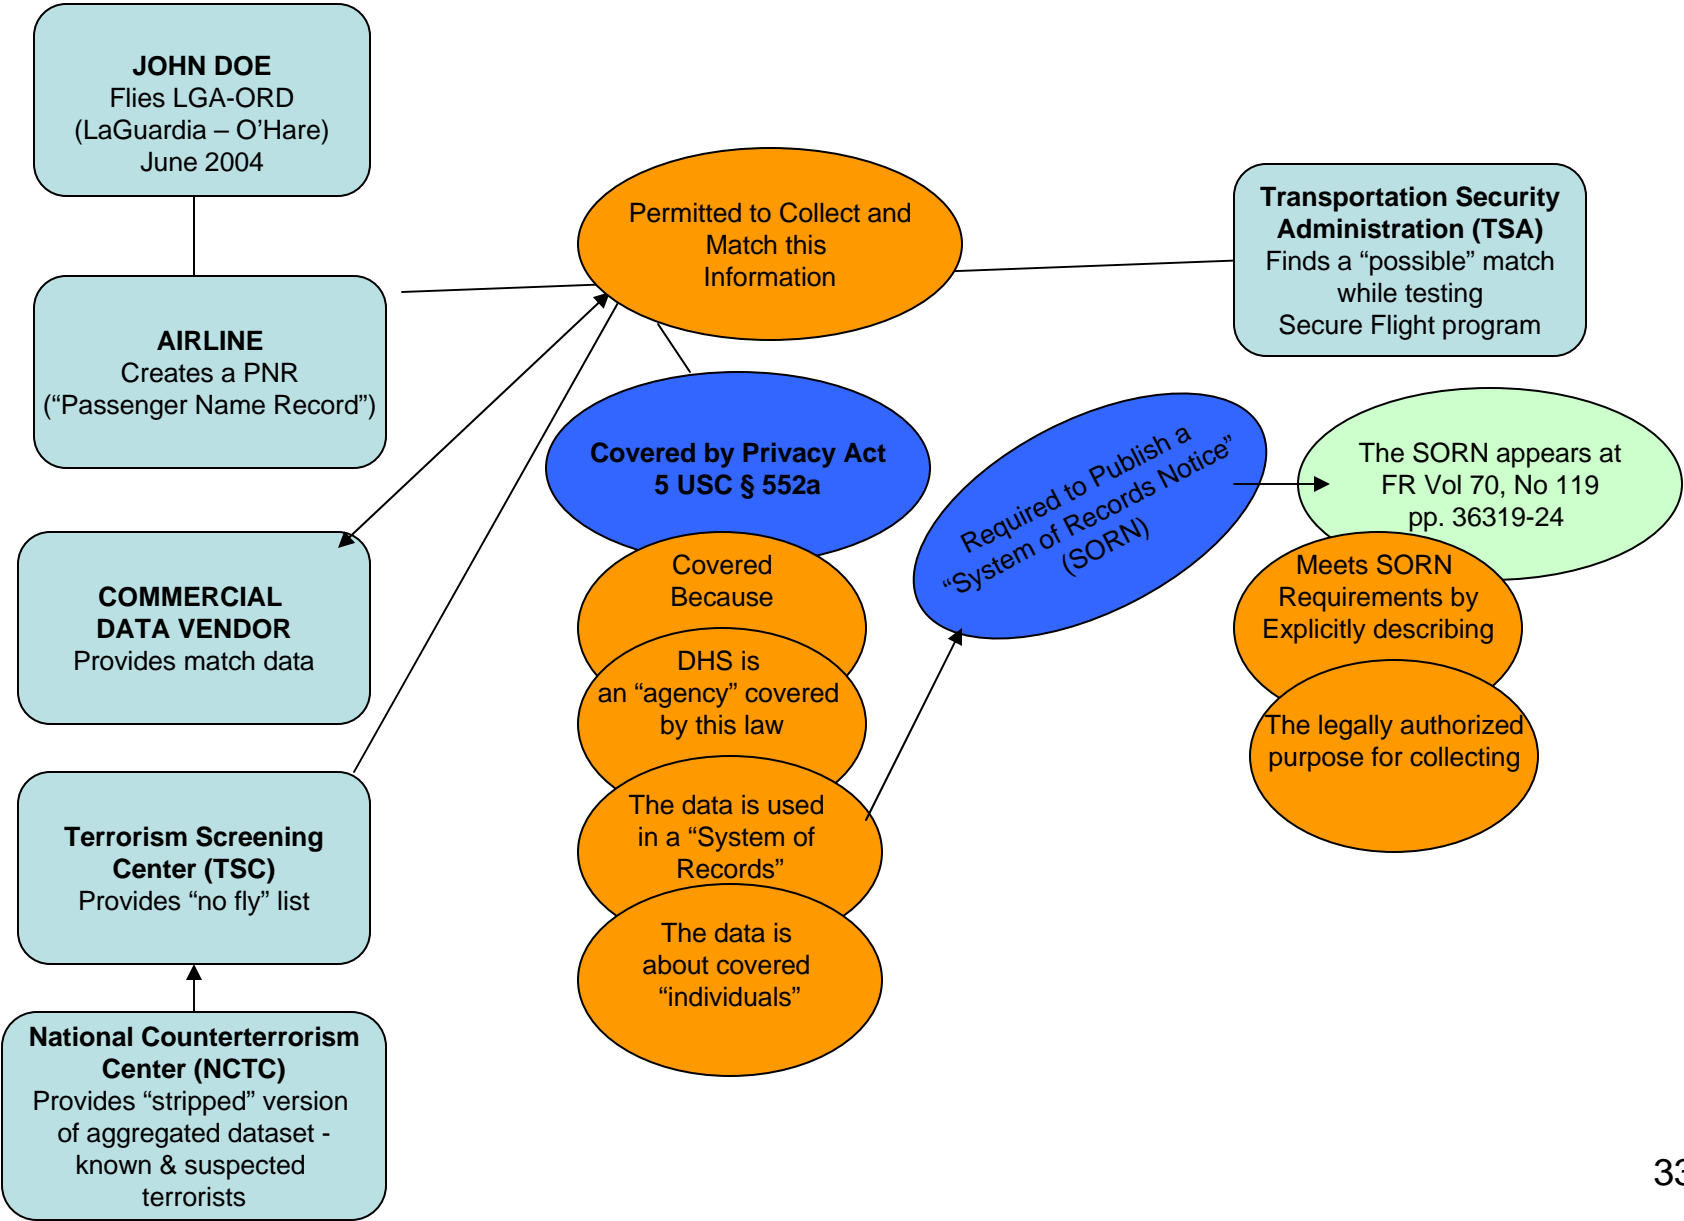 JOHN DOE
Flies LGA-ORD
(LaGuardia – O’Hare)
June 2004
AIRLINE
Creates a PNR
(“Passenger Name Record”)
COMMERCIAL
DATA VENDOR
Provides match data
Terrorism Screening
Center (TSC)
Provides “no fly” list
National Counterterrorism
Center (NCTC)
Provides “stripped” version
of aggregated dataset -
known & suspected
terrorists
Permitted to Collect and
Match this
Information
Covered by Privacy Act
5 USC § 552a
Covered
Because
DHS is
an “agency” covered
by this law
The data is used
in a “System of
Records”
The data is
about covered
“individuals”
Transportation Security
Administration (TSA)
Finds a “possible” match
while testing
Secure Flight program
Required to Publish a
“System of Records Notice”
(SORN)
The SORN appears at
FR Vol 70, No 119
pp. 36319-24
Meets SORN
Requirements by
Explicitly describing
The legally authorized
purpose for collecting
33